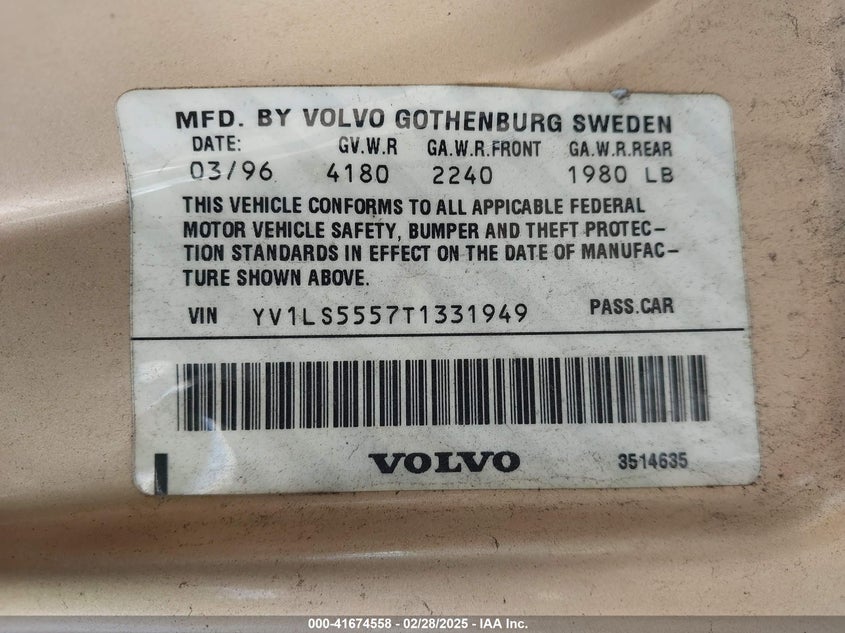 MFD. BY VOLVO GOTHENBURG SWEDEN
DATE: GV.W.R GA.W.R.FRONT GA.W.R.REAR
03/96 4180 2240 1980 LB
THIS VEHICLE CONFORMS TO ALL APPICABLE FEDERAL
MOTOR VEHICLE SAFETY, BUMPER AND THEFT PROTEC-
TION STANDARDS IN EFFECT ON THE DATE OF MANUFAC-
TURE SHOWN ABOVE.
VIN YV1LS5557T1331949 PASS.CAR
VOLVO 3514635
000-41674558 - 02/28/2025 - IAA Inc.